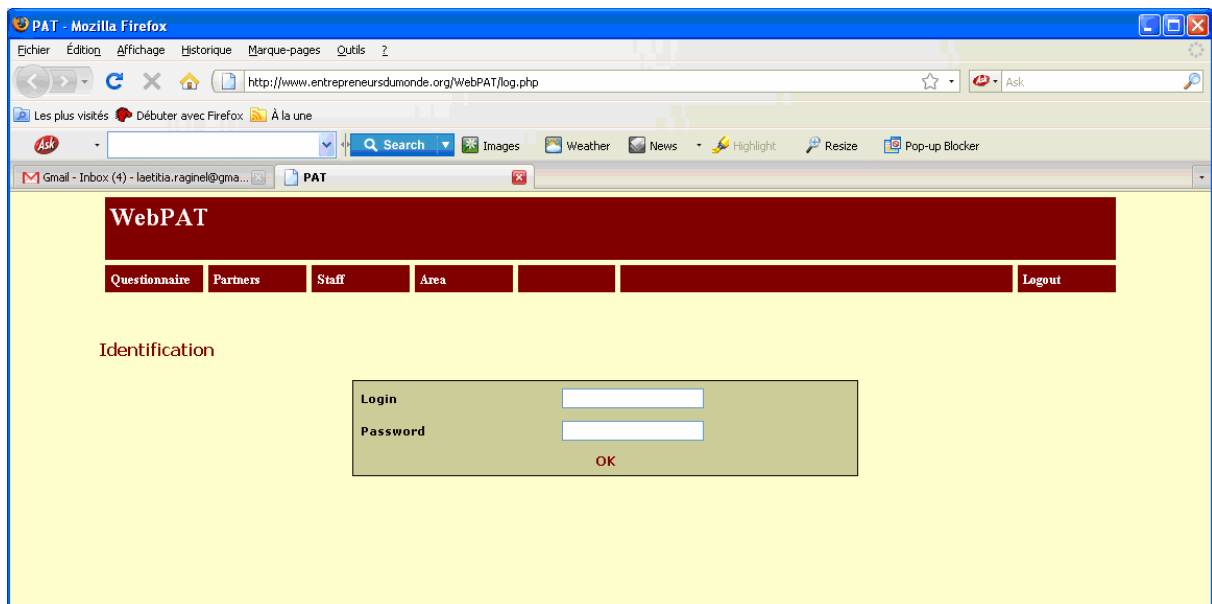 PAT - Mozilla Firefox
Fichier Édition Affichage Historique Marque-pages Outils ?
http://www.entrepreneursdumonde.org/WebPAT/log.php Ask
Les plus visités Débuter avec Firefox À la une
Ask Search Images Weather News Highlight Resize Pop-up Blocker
Gmail - Inbox (4) - laetitia.raginel@gma... PAT
WebPAT
Questionnaire Partners Staff Area Logout
Identification
Login
Password
OK